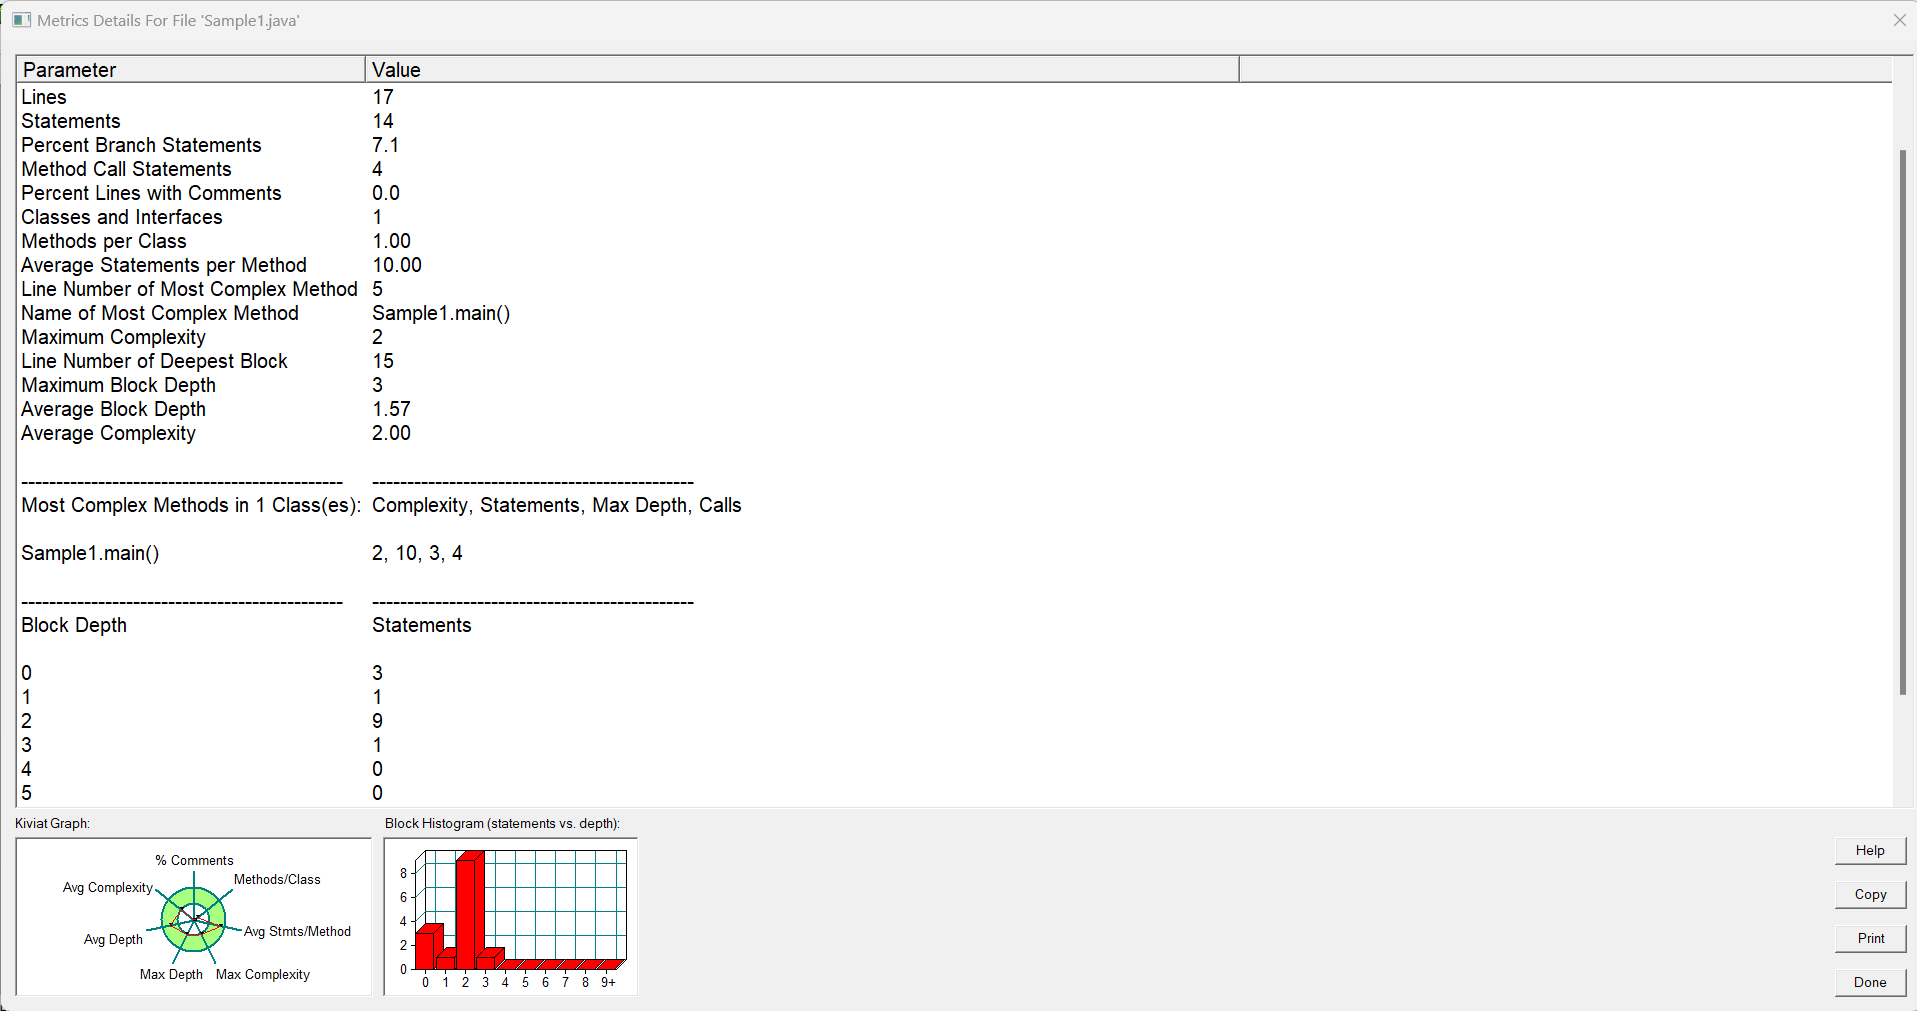 Metrics Details For File 'Sample1.java'
Parameter Value
Lines 17
Statements 14
Percent Branch Statements 7.1
Method Call Statements 4
Percent Lines with Comments 0.0
Classes and Interfaces 1
Methods per Class 1.00
Average Statements per Method 10.00
Line Number of Most Complex Method 5
Name of Most Complex Method Sample1.main()
Maximum Complexity 2
Line Number of Deepest Block 15
Maximum Block Depth 3
Average Block Depth 1.57
Average Complexity 2.00
---------------------------------------------- ----------------------------------------------
Most Complex Methods in 1 Class(es): Complexity, Statements, Max Depth, Calls
Sample1.main() 2, 10, 3, 4
---------------------------------------------- ----------------------------------------------
Block Depth Statements
0 3
1 1
2 9
3 1
4 0
5 0
Kiviat Graph:
% Comments
Methods/Class
Avg Complexity
Avg Stmts/Method
Avg Depth
Max Depth Max Complexity
Block Histogram (statements vs. depth):
8
6
4
2
0
0 1 2 3 4 5 6 7 8 9+
Help
Copy
Print
Done